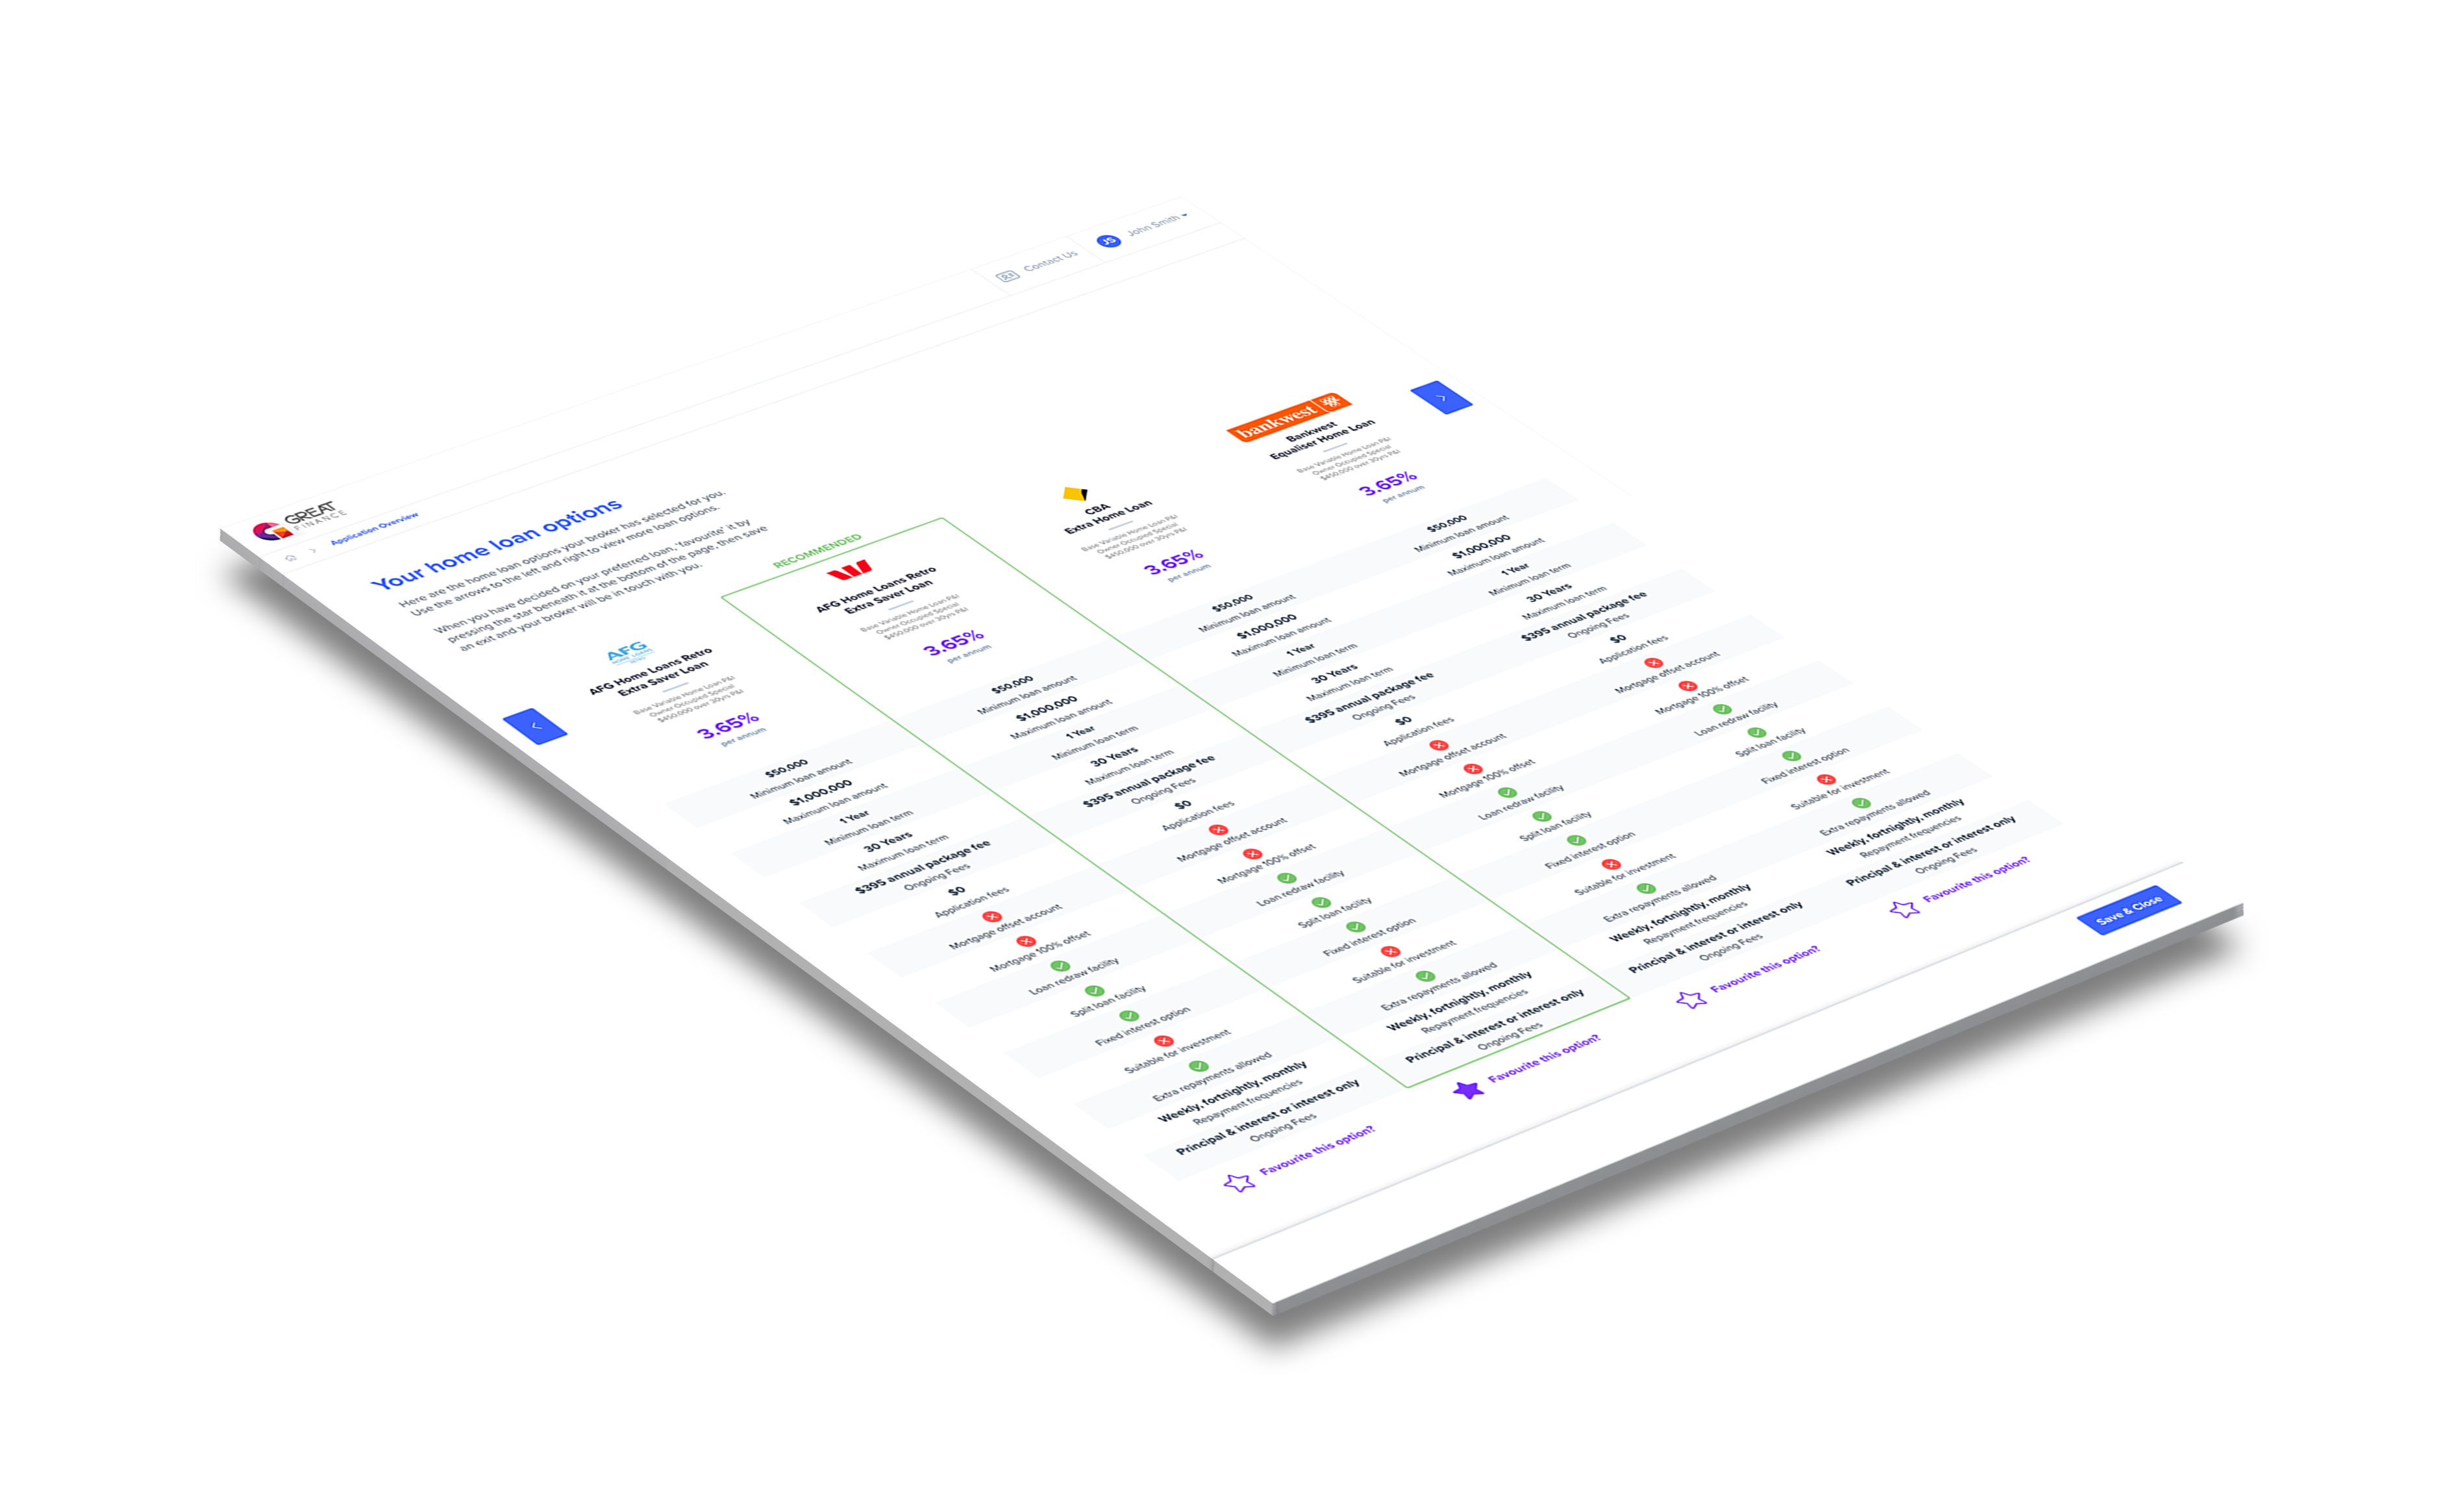 GREAT
FINANCE
Contact Us
JS
John Smith
Application Overview
Your home loan options
Here are the home loan options your broker has selected for you.
Use the arrows to the left and right to view more loan options.
When you have decided on your preferred loan, 'favourite' it by
pressing the star beneath it at the bottom of the page, then save
an exit and your broker will be in touch with you.
AFG
HOME LOANS
AFG Home Loans Retro
Extra Saver Loan
Base Variable Home Loan P&I
Owner Occupied Special
$450,000 over 30yrs P&I
3.65%
per annum
$50,000
Minimum loan amount
$1,000,000
Maximum loan amount
1 Year
Minimum loan term
30 Years
Maximum loan term
$395 annual package fee
Ongoing Fees
$0
Application fees
Mortgage offset account
Mortgage 100% offset
Loan redraw facility
Split loan facility
Fixed interest option
Suitable for investment
Extra repayments allowed
Weekly, fortnightly, monthly
Repayment frequencies
Principal & interest or interest only
Ongoing Fees
Favourite this option?
RECOMMENDED
AFG Home Loans Retro
Extra Saver Loan
Base Variable Home Loan P&I
Owner Occupied Special
$450,000 over 30yrs P&I
3.65%
per annum
$50,000
Minimum loan amount
$1,000,000
Maximum loan amount
1 Year
Minimum loan term
30 Years
Maximum loan term
$395 annual package fee
Ongoing Fees
$0
Application fees
Mortgage offset account
Mortgage 100% offset
Loan redraw facility
Split loan facility
Fixed interest option
Suitable for investment
Extra repayments allowed
Weekly, fortnightly, monthly
Repayment frequencies
Principal & interest or interest only
Ongoing Fees
Favourite this option?
CBA
Extra Home Loan
Base Variable Home Loan P&I
Owner Occupied Special
$450,000 over 30yrs P&I
3.65%
per annum
$50,000
Minimum loan amount
$1,000,000
Maximum loan amount
1 Year
Minimum loan term
30 Years
Maximum loan term
$395 annual package fee
Ongoing Fees
$0
Application fees
Mortgage offset account
Mortgage 100% offset
Loan redraw facility
Split loan facility
Fixed interest option
Suitable for investment
Extra repayments allowed
Weekly, fortnightly, monthly
Repayment frequencies
Principal & interest or interest only
Ongoing Fees
Favourite this option?
bankwest
Bankwest
Equaliser Home Loan
Base Variable Home Loan P&I
Owner Occupied Special
$450,000 over 30yrs P&I
3.65%
per annum
$50,000
Minimum loan amount
$1,000,000
Maximum loan amount
1 Year
Minimum loan term
30 Years
Maximum loan term
$395 annual package fee
Ongoing Fees
$0
Application fees
Mortgage offset account
Mortgage 100% offset
Loan redraw facility
Split loan facility
Fixed interest option
Suitable for investment
Extra repayments allowed
Weekly, fortnightly, monthly
Repayment frequencies
Principal & interest or interest only
Ongoing Fees
Favourite this option?
Save & Close